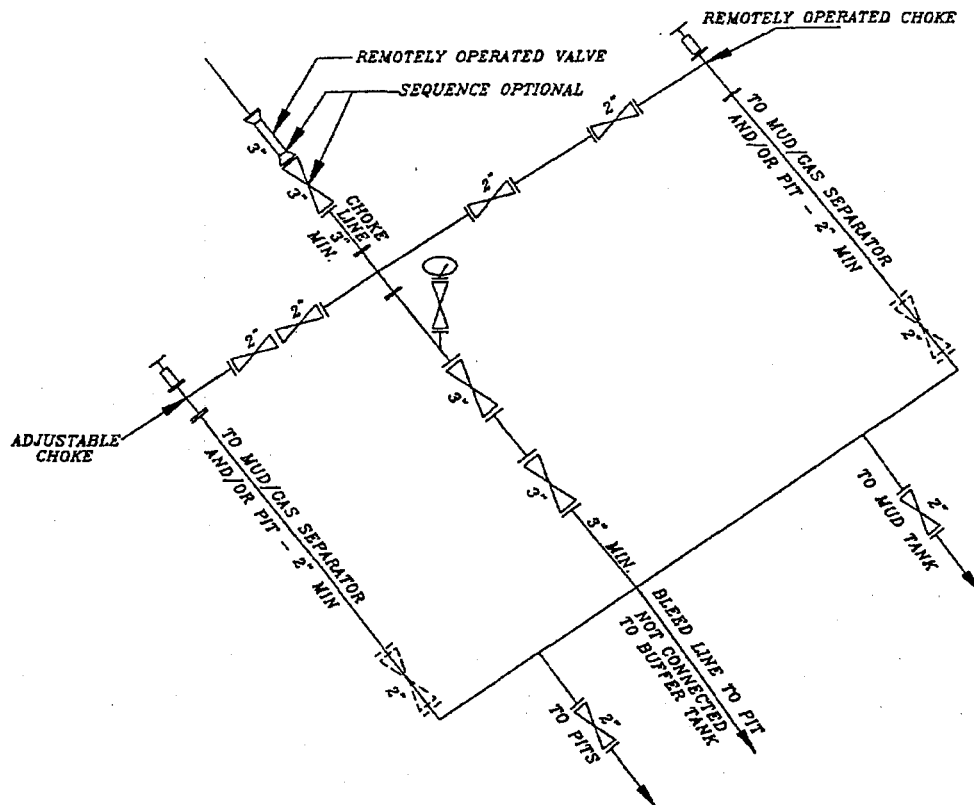 REMOTELY OPERATED CHOKE
REMOTELY OPERATED VALVE
SEQUENCE OPTIONAL
3"
3"
CHOKE
LINE
3"
MIN.
2"
2"
TO MUD/GAS SEPARATOR
AND/OR PIT - 2" MIN
2"
2"
2"
ADJUSTABLE
CHOKE
TO MUD/GAS SEPARATOR
AND/OR PIT - 2" MIN
2"
3"
3"
3" MIN.
BLEED LINE TO PIT
NOT CONNECTED
TO BUFFER TANK
2"
TO MUD TANK
2"
TO PITS